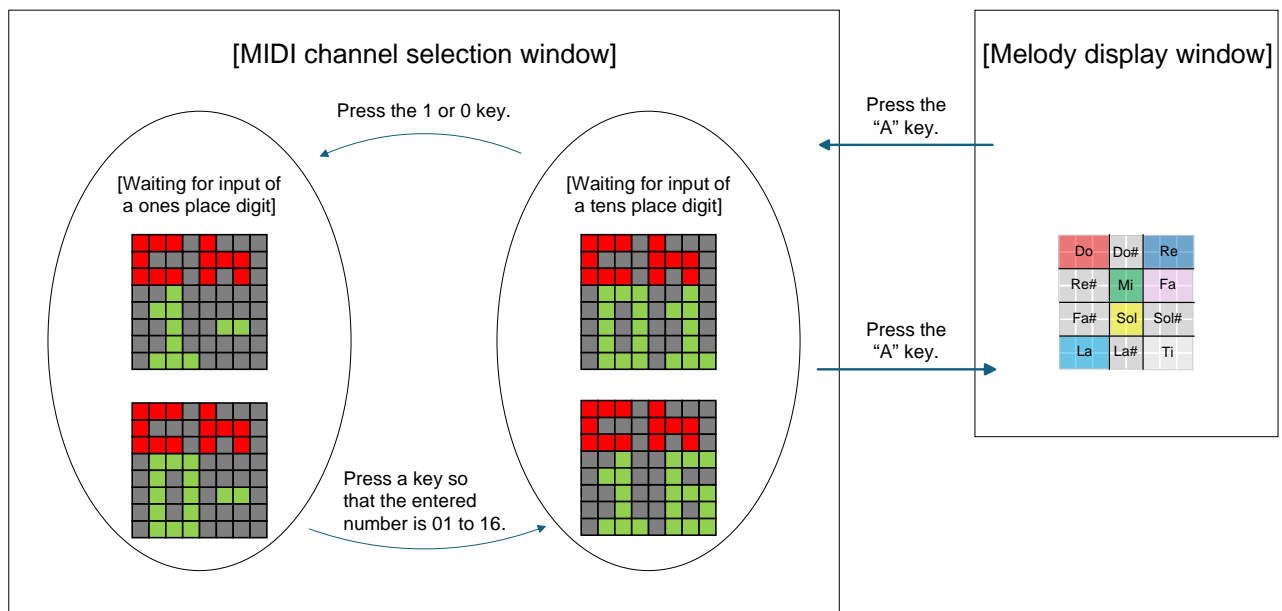 [MIDI channel selection window]
[Melody display window]
Press the 1 or 0 key.
Press the
“A” key.
[Waiting for input of
a ones place digit]
[Waiting for input of
a tens place digit]
Do Do# Re
Re# Mi Fa
Fa# Sol Sol#
La La# Ti
Press the
“A” key.
Press a key so
that the entered
number is 01 to 16.